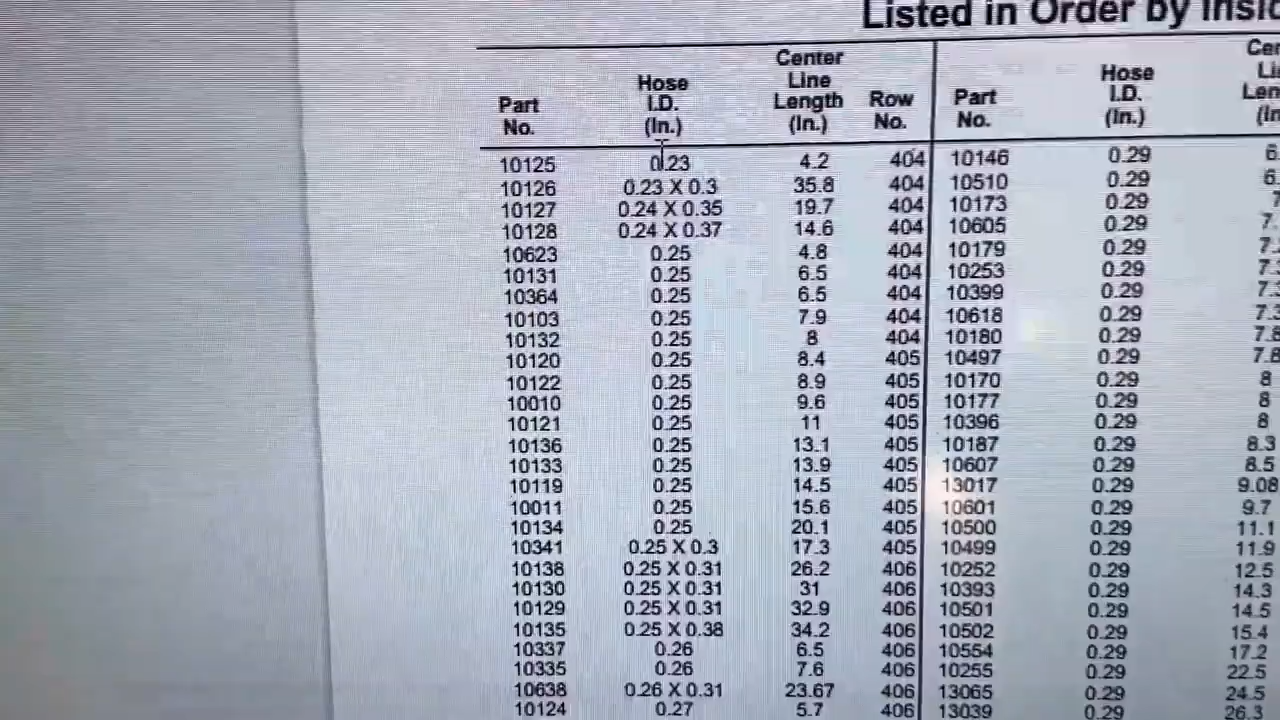 Listed in Order by
Part No. Hose I.D. (In.) Center Line Length (In.) Row No. Part No. Hose I.D. (In.)
10125 0.23 4.2 404 10146 0.29 6.
10126 0.23 X 0.3 35.8 404 10510 0.29 6.
10127 0.24 X 0.35 19.7 404 10173 0.29 7
10128 0.24 X 0.37 14.6 404 10605 0.29 7.
10623 0.25 4.8 404 10179 0.29 7.
10131 0.25 6.5 404 10253 0.29 7.
10364 0.25 6.5 404 10399 0.29 7.3
10103 0.25 7.9 404 10618 0.29 7.3
10132 0.25 8 404 10180 0.29 7.8
10120 0.25 8.4 405 10497 0.29 7.8
10122 0.25 8.9 405 10170 0.29 8
10010 0.25 9.6 405 10177 0.29 8
10121 0.25 11 405 10396 0.29 8
10136 0.25 13.1 405 10187 0.29 8.3
10133 0.25 13.9 405 10607 0.29 8.5
10119 0.25 14.5 405 13017 0.29 9.08
10011 0.25 15.6 405 10601 0.29 9.7
10134 0.25 20.1 405 10500 0.29 11.1
10341 0.25 X 0.3 17.3 405 10499 0.29 11.9
10138 0.25 X 0.31 26.2 406 10252 0.29 12.5
10130 0.25 X 0.31 31 406 10393 0.29 14.3
10129 0.25 X 0.31 32.9 406 10501 0.29 14.5
10135 0.25 X 0.38 34.2 406 10502 0.29 15.4
10337 0.26 6.5 406 10554 0.29 17.2
10335 0.26 7.6 406 10255 0.29 22.5
10638 0.26 X 0.31 23.67 406 13065 0.29 24.5
10124 0.27 5.7 406 13039 0.29 26.3